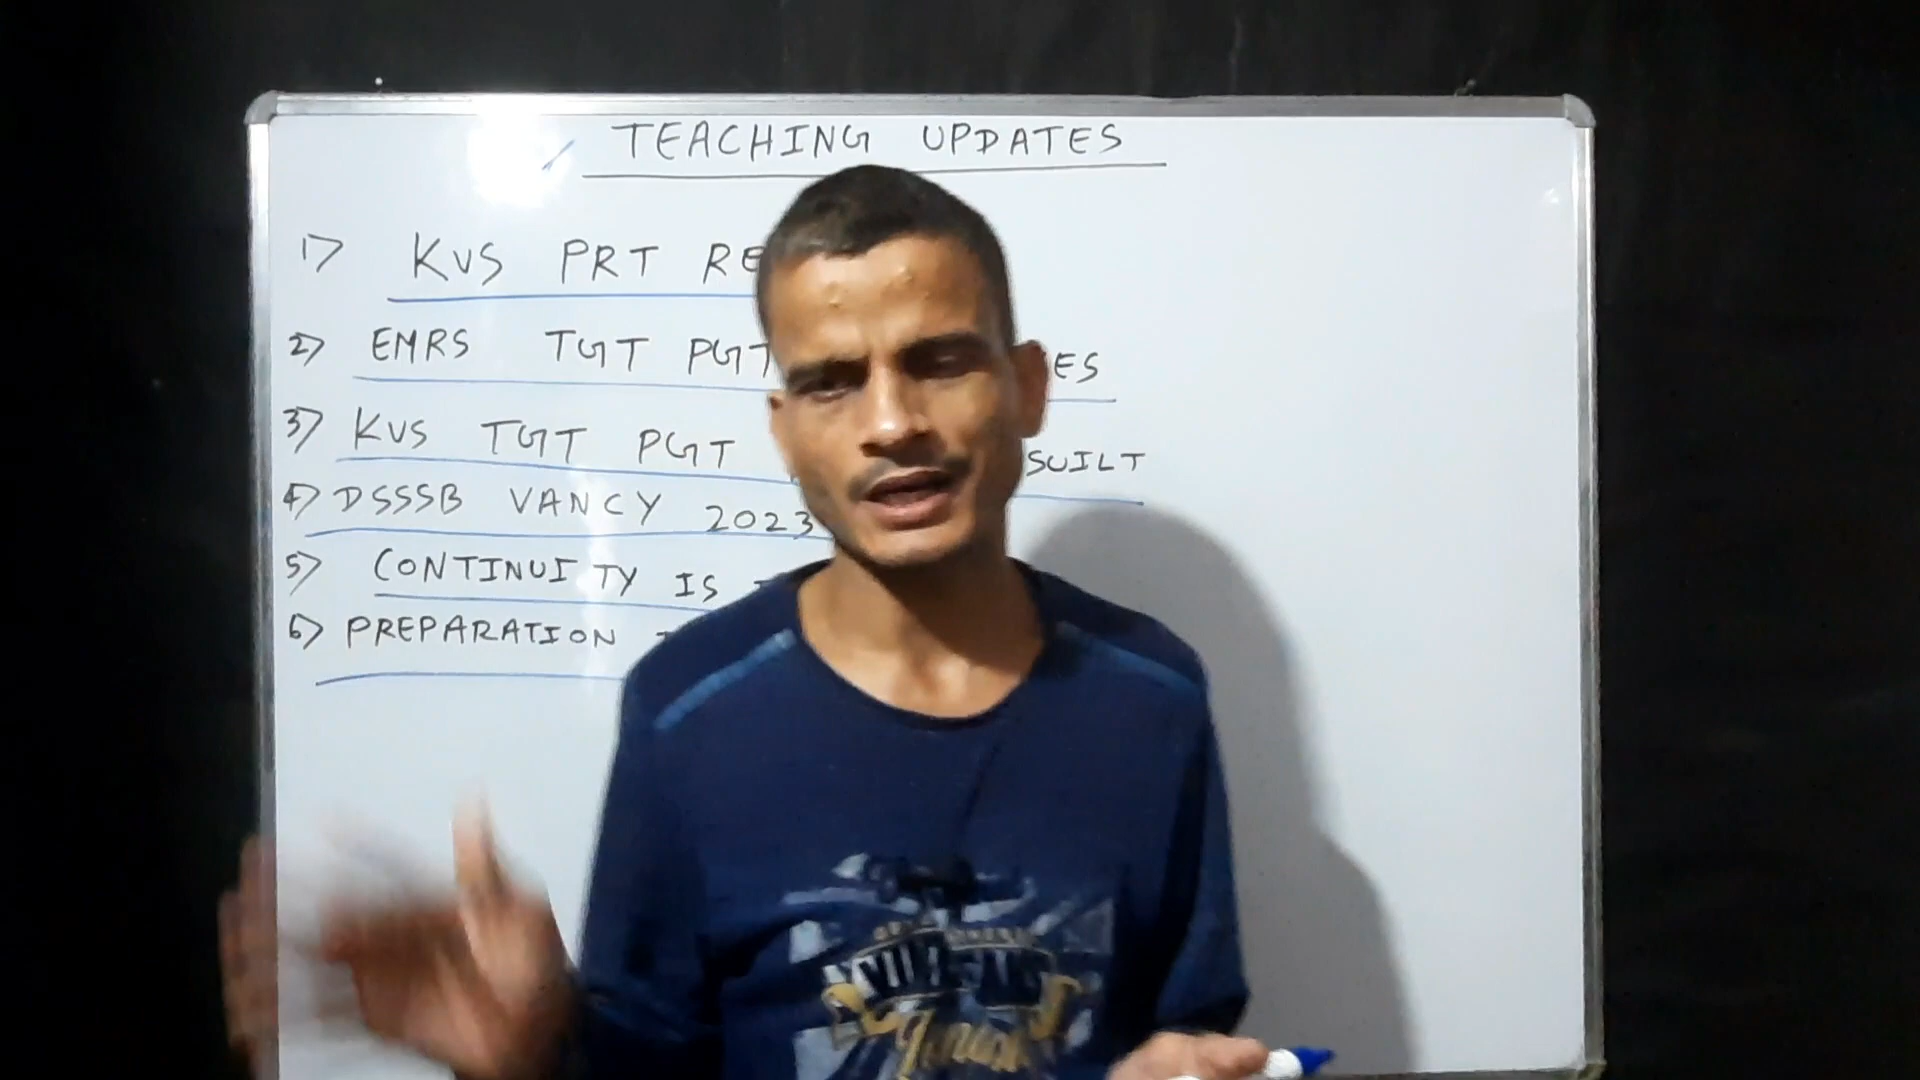 TEACHING UPDATES
1) KVS PRT RE
2) EMRS TGT PGT ES
3) KVS TGT PGT SUILT
4) DSSSB VANCY 2023
5) CONTINUITY IS
6) PREPARATION